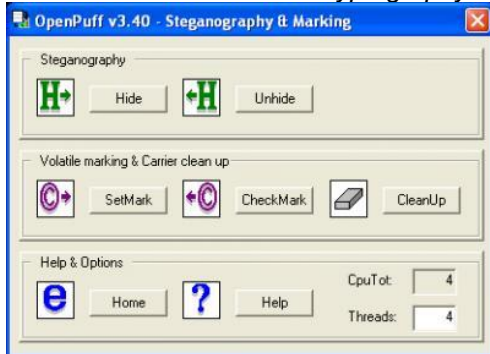 OpenPuff v3.40 - Steganography & Marking
Steganography
H Hide H Unhide
Volatile marking & Carrier clean up
© SetMark © CheckMark CleanUp
Help & Options
e Home ? Help
CpuTot: 4
Threads: 4